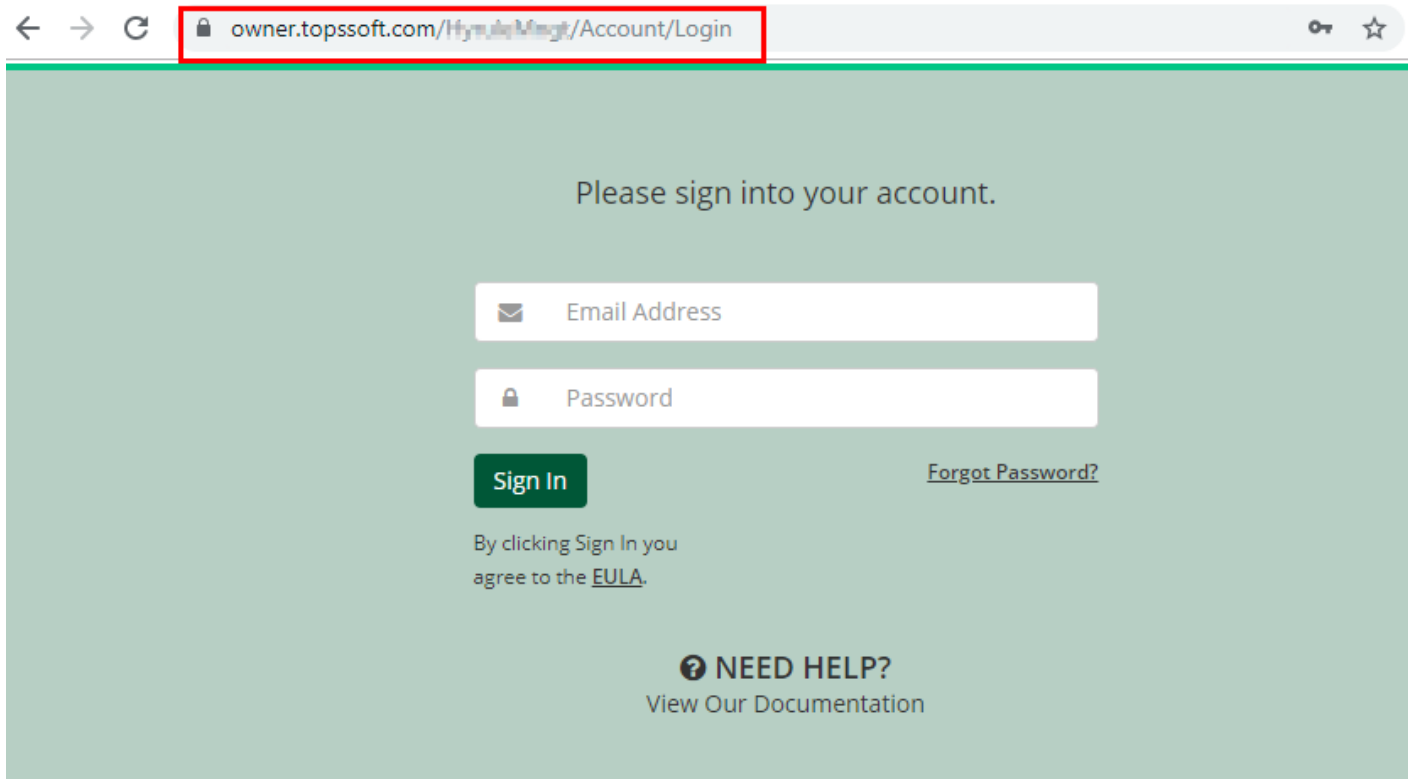 owner.topssoft.com/ /Account/Login
Please sign into your account.
Email Address
Password
Sign In
Forgot Password?
By clicking Sign In you
agree to the EULA.
NEED HELP?
View Our Documentation